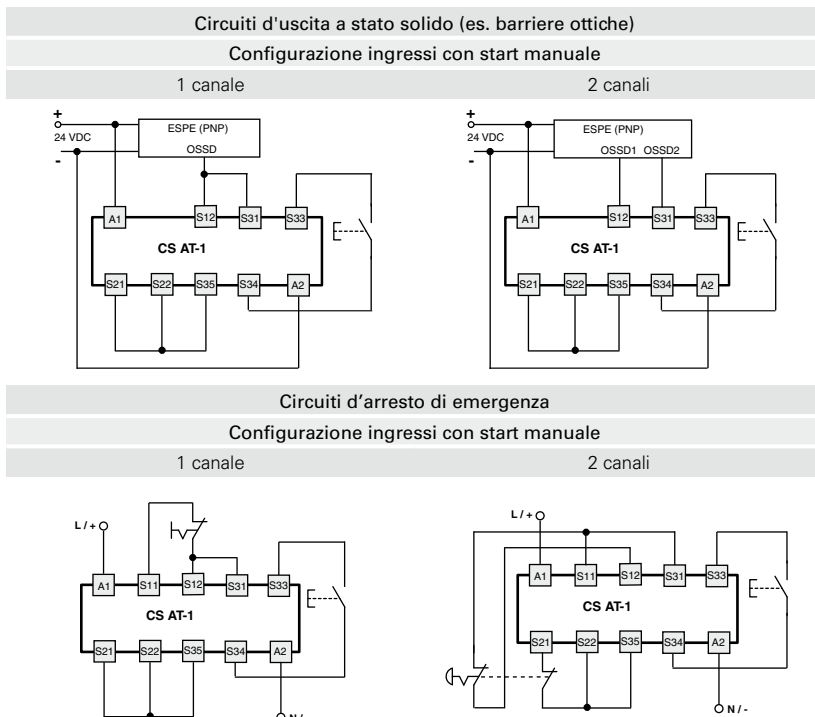 Circuiti d'uscita a stato solido (es. barriere ottiche)
Configurazione ingressi con start manuale
1 canale 2 canali
+
24 VDC
-
ESPE (PNP)
OSSD
A1 S12 S31 S33
CS AT-1
S21 S22 S35 S34 A2
+
24 VDC
-
ESPE (PNP)
OSSD1 OSSD2
A1 S12 S31 S33
CS AT-1
S21 S22 S35 S34 A2
Circuiti d’arresto di emergenza
Configurazione ingressi con start manuale
1 canale 2 canali
L / +
A1 S11 S12 S31 S33
CS AT-1
S21 S22 S35 S34 A2
L / +
A1 S11 S12 S31 S33
CS AT-1
S21 S22 S35 S34 A2
N / -